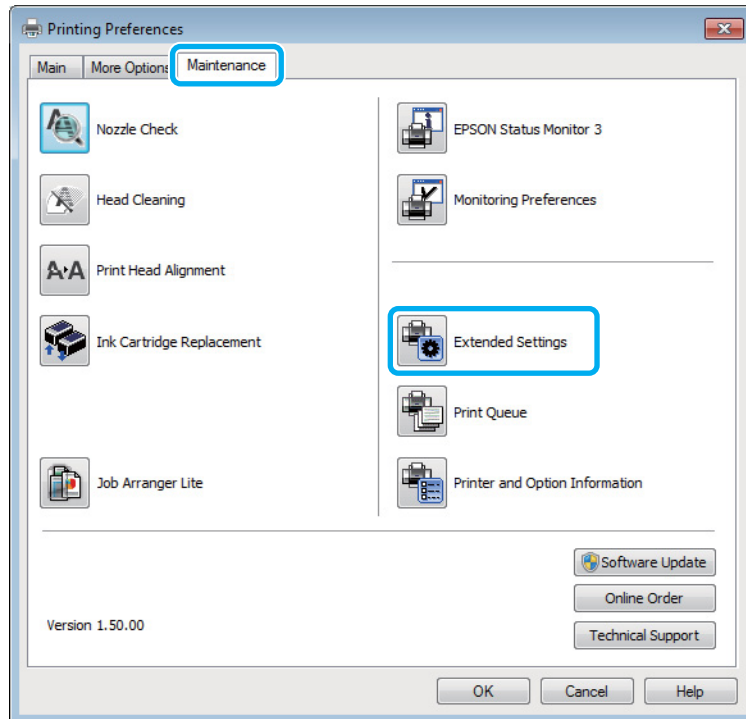 Printing Preferences
Main
More Options
Maintenance
Nozzle Check
Head Cleaning
A
A
Print Head Alignment
Ink Cartridge Replacement
Job Arranger Lite
EPSON Status Monitor 3
Monitoring Preferences
Extended Settings
Print Queue
Printer and Option Information
Software Update
Online Order
Version 1.50.00
Technical Support
OK
Cancel
Help